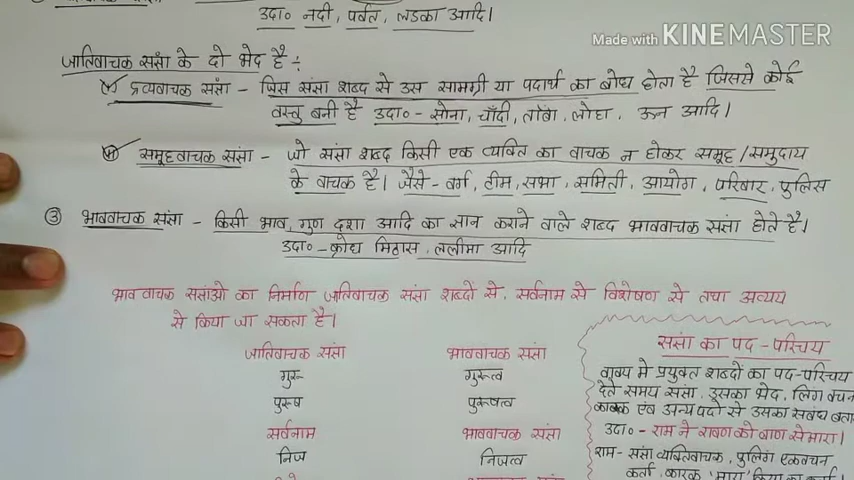 उदा० नदी, पर्वत, लडका आदि।
Made with KINEMASTER
जातिवाचक संज्ञा के दो भेद है ÷
द्रव्यवाचक संज्ञा - जिस संज्ञा शब्द से उस सामग्री या पदार्थ का बोध होता है जिससे कोई
वस्तु बनी है उदा० - सोना, चाँदी, तांबा, लोहा, ऊन आदि।
समूहवाचक संज्ञा - जो संज्ञा शब्द किसी एक व्यक्ति का वाचक न होकर समूह / समुदाय
के वाचक है। जैसे - वर्ग, टीम, सभा, समिती, आयोग, परिवार, पुलिस
③ भाववाचक संज्ञा - किसी भाव, गुण दशा आदि का ज्ञान कराने वाले शब्द भाववाचक संज्ञा होते है।
उदा० - क्रोध मिठास, ललीमा आदि
भाव वाचक संज्ञाओ का निर्माण जातिवाचक संज्ञा शब्दों से, सर्वनाम से विशेषण से तथा अव्यय
से किया जा सकता है।
जातिवाचक संज्ञा भाववाचक संज्ञा
गुरू गुरूत्व
पुरूष पुरूषत्व
सर्वनाम भाववाचक संज्ञा
निज निजत्व
संज्ञा का पद - परिचय
वाक्य मे प्रयुक्त शब्दों का पद-परिचय
देते समय संज्ञा, उसका भेद, लिंग वचन
कारक एंव अन्य पदो से उसका सबंध बता
उदा० - राम ने रावण को बाण से मारा।
राम - संज्ञा व्यक्तिवाचक, पुलिंग एकवचन
कर्ता कारक 'मारा' क्रिया का कर्ता।